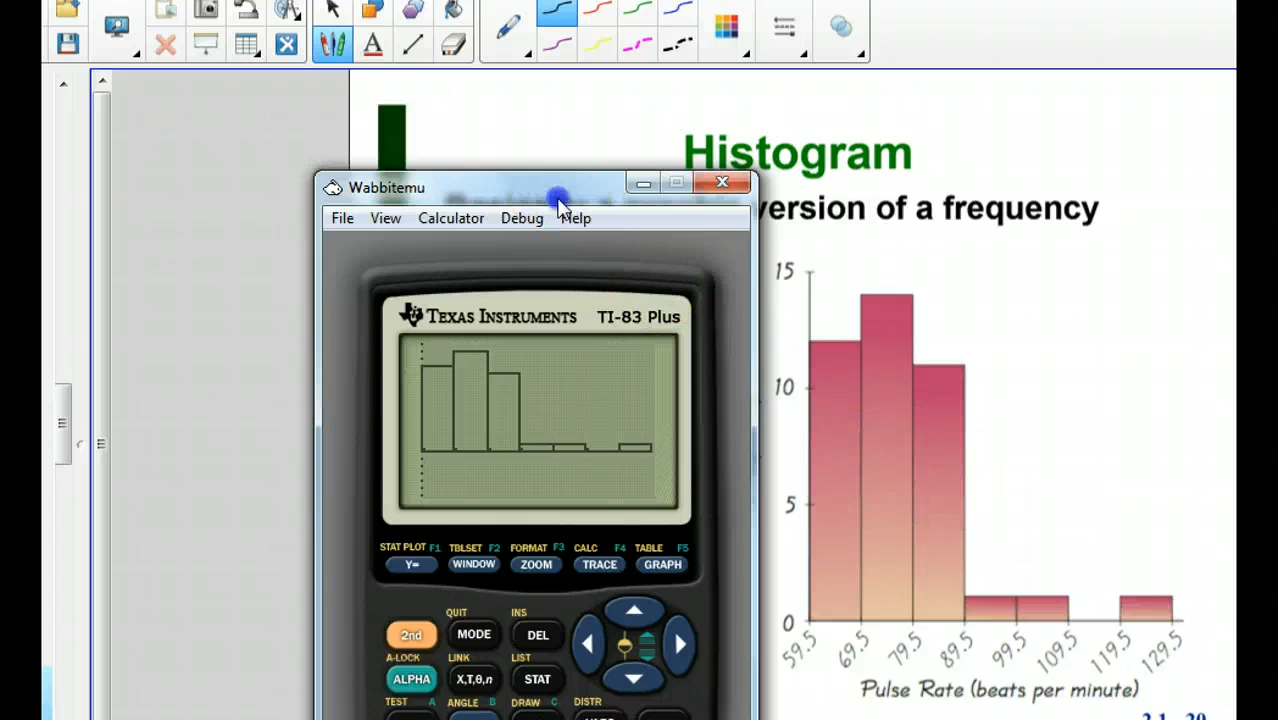 Histogram
version of a frequency
Wabbitemu
File View Calculator Debug Help
TEXAS INSTRUMENTS TI-83 Plus
STAT PLOT F1 TBLSET F2 FORMAT F3 CALC F4 TABLE F5
Y= WINDOW ZOOM TRACE GRAPH
QUIT INS
2nd MODE DEL
A-LOCK LINK LIST
ALPHA X,T,θ,n STAT
TEST A ANGLE B DRAW C DISTR
15
10
5
0
59.5 69.5 79.5 89.5 99.5 109.5 119.5 129.5
Pulse Rate (beats per minute)